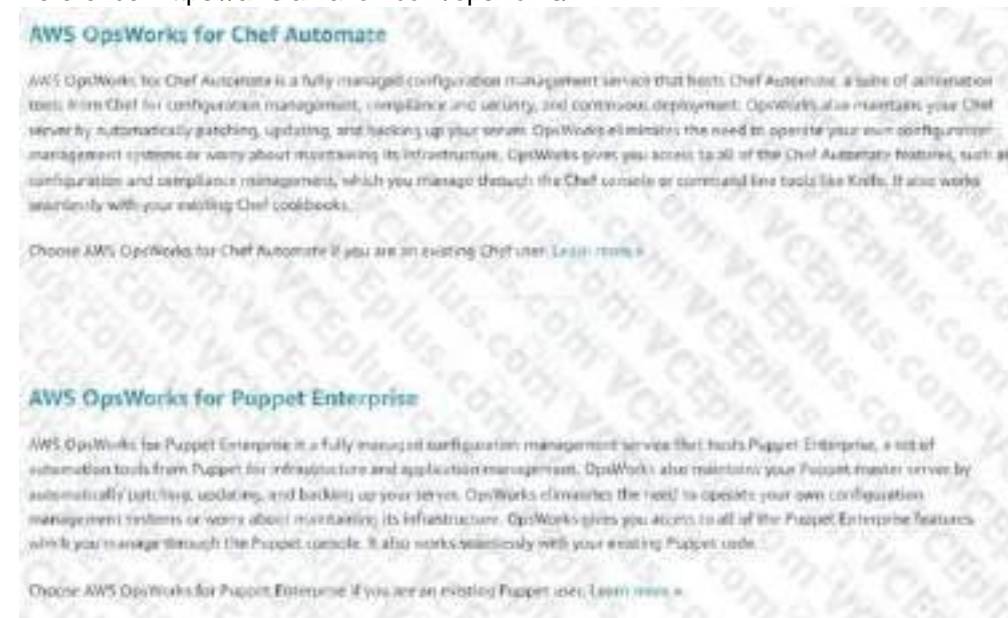 AWS OpsWorks for Chef Automate
AWS OpsWorks for Chef Automate is a fully managed configuration management service that hosts Chef Automate, a suite of automation
tools from Chef for configuration management, compliance and security, and continuous deployment. OpsWorks also maintains your Chef
server by automatically patching, updating, and backing up your server. OpsWorks eliminates the need to operate your own configuration
management systems or worry about maintaining its infrastructure. OpsWorks gives you access to all of the Chef Automate features, such as
configuration and compliance management, which you manage through the Chef console or command line tools like Knife. It also works
seamlessly with your existing Chef cookbooks.
Choose AWS OpsWorks for Chef Automate if you are an existing Chef user. Learn more »
AWS OpsWorks for Puppet Enterprise
AWS OpsWorks for Puppet Enterprise is a fully managed configuration management service that hosts Puppet Enterprise, a set of
automation tools from Puppet for infrastructure and application management. OpsWorks also maintains your Puppet master server by
automatically patching, updating, and backing up your server. OpsWorks eliminates the need to operate your own configuration
management systems or worry about maintaining its infrastructure. OpsWorks gives you access to all of the Puppet Enterprise features,
which you manage through the Puppet console. It also works seamlessly with your existing Puppet code.
Choose AWS OpsWorks for Puppet Enterprise if you are an existing Puppet user. Learn more »
VCEplus.com